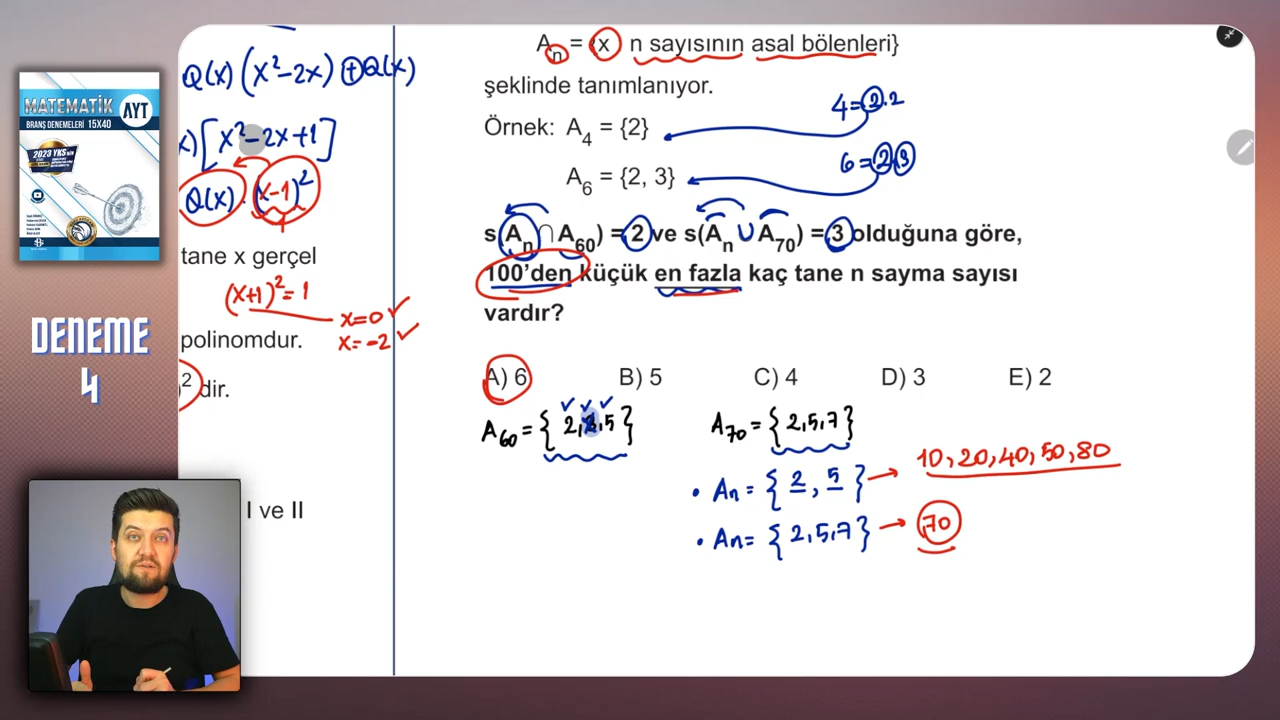 MATEMATİK AYT
BRANŞ DENEMELERİ 15X40
2023 YKS'NİN
DENEME
4
Q(x) (x²-2x) + Q(x)
x) [x²-2x+1]
Q(x) . (x-1)²
tane x gerçel
(x+1)² = 1
x=0 ✓
x=-2 ✓
polinomdur.
)² dir.
I ve II
Aₙ = {x n sayısının asal bölenleri}
şeklinde tanımlanıyor.
4=2.2
Örnek: A₄ = {2}
6=2.3
A₆ = {2, 3}
s(Aₙ ∩ A₆₀) = 2 ve s(Aₙ ∪ A₇₀) = 3 olduğuna göre,
100'den küçük en fazla kaç tane n sayma sayısı
vardır?
A) 6 B) 5 C) 4 D) 3 E) 2
A₆₀ = {2, 3, 5}
A₇₀ = {2,5,7}
• An = {2, 5} → 10, 20, 40, 50, 80
• An = {2,5,7} → 70